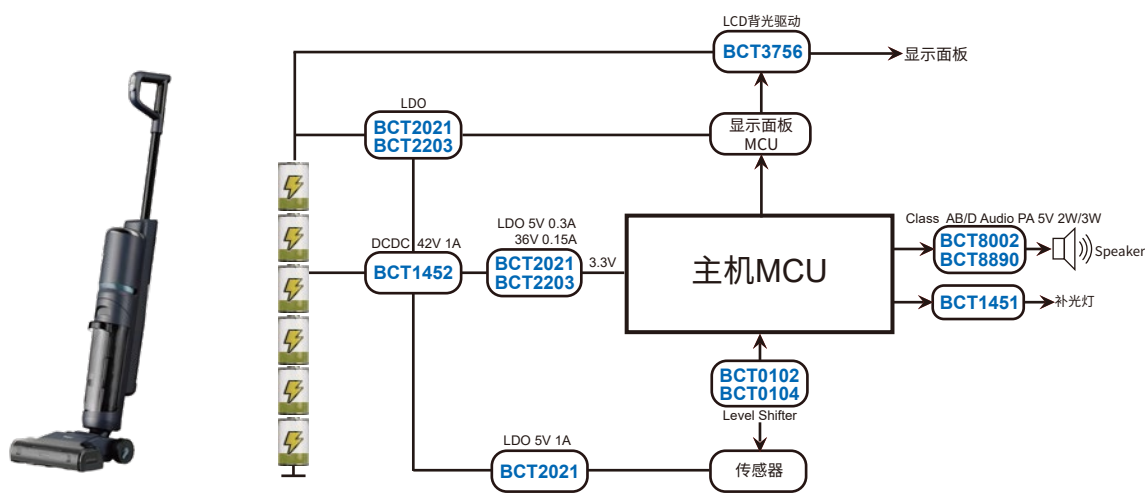 LCD背光驱动
BCT3756
显示面板
LDO
BCT2021
BCT2203
显示面板
MCU
Class AB/D Audio PA 5V 2W/3W
LDO 5V 0.3A
36V 0.15A
DCDC 42V 1A
BCT1452
BCT2021
BCT2203
3.3V
主机MCU
BCT8002
BCT8890
Speaker
BCT1451
补光灯
BCT0102
BCT0104
Level Shifter
LDO 5V 1A
BCT2021
传感器